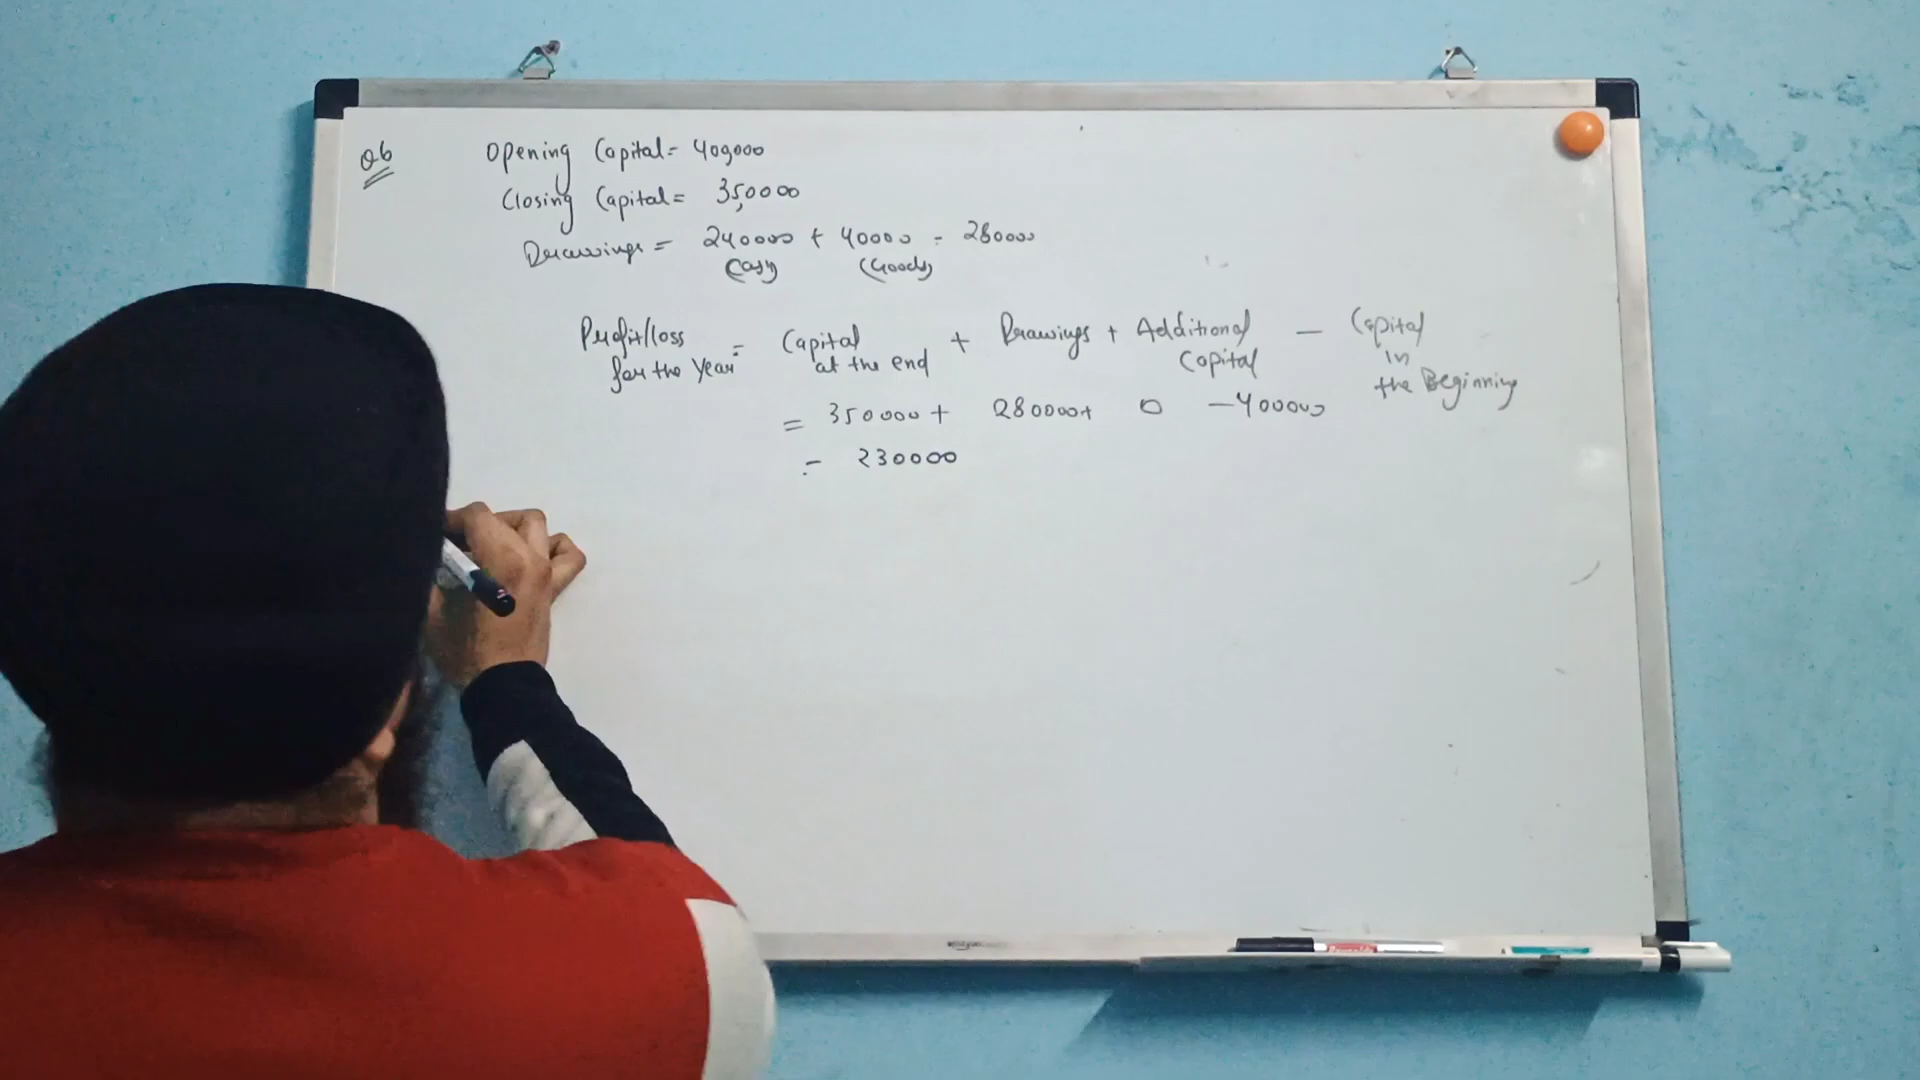 Q6
Opening Capital = 400000
Closing Capital = 350000
Drawings = 240000 + 40000 = 280000
(Cash) (Goods)
Profit/loss for the Year = Capital at the end + Drawings + Additional Capital - Capital in the Beginning
= 350000 + 280000 + 0 - 400000
= 230000